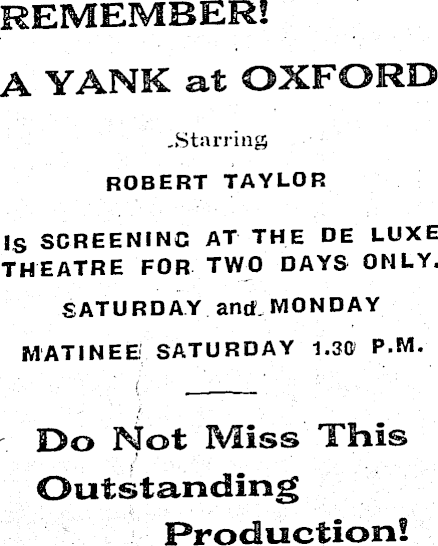 REMEMBER!
A YANK at OXFORD
Starring
ROBERT TAYLOR
IS SCREENING AT THE DE LUXE
THEATRE FOR TWO DAYS ONLY.
SATURDAY and MONDAY
MATINEE SATURDAY 1.30 P.M.
Do Not Miss This
Outstanding
Production!